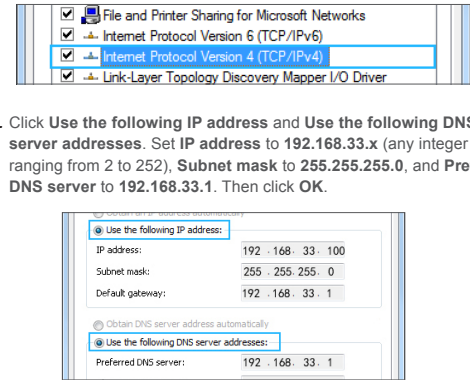 File and Printer Sharing for Microsoft Networks
Internet Protocol Version 6 (TCP/IPv6)
Internet Protocol Version 4 (TCP/IPv4)
Link-Layer Topology Discovery Mapper I/O Driver
. Click Use the following IP address and Use the following DNS
server addresses. Set IP address to 192.168.33.x (any integer
ranging from 2 to 252), Subnet mask to 255.255.255.0, and Pre
DNS server to 192.168.33.1. Then click OK.
Obtain an IP address automatically
Use the following IP address:
IP address: 192 . 168 . 33 . 100
Subnet mask: 255 . 255 . 255 . 0
Default gateway: 192 . 168 . 33 . 1
Obtain DNS server address automatically
Use the following DNS server addresses:
Preferred DNS server: 192 . 168 . 33 . 1